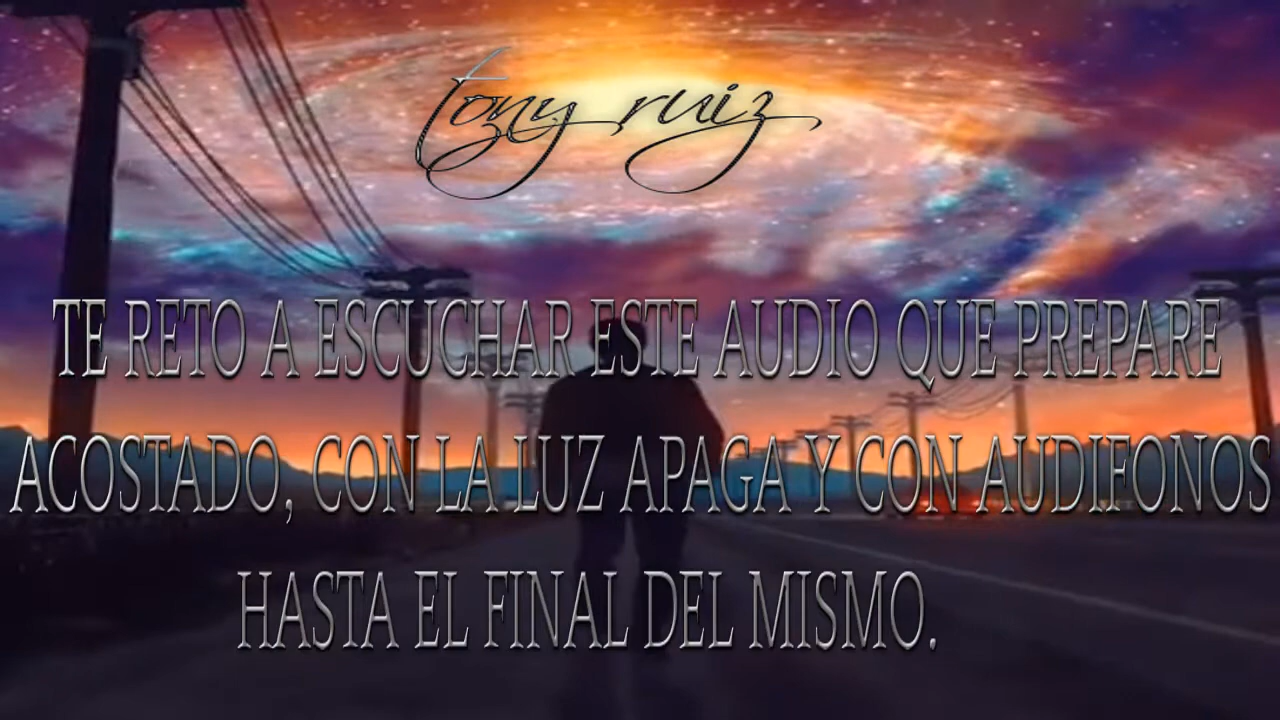 tony ruiz
TE RETO A ESCUCHAR ESTE AUDIO QUE PREPARE
ACOSTADO, CON LA LUZ APAGA Y CON AUDIFONOS
HASTA EL FINAL DEL MISMO.